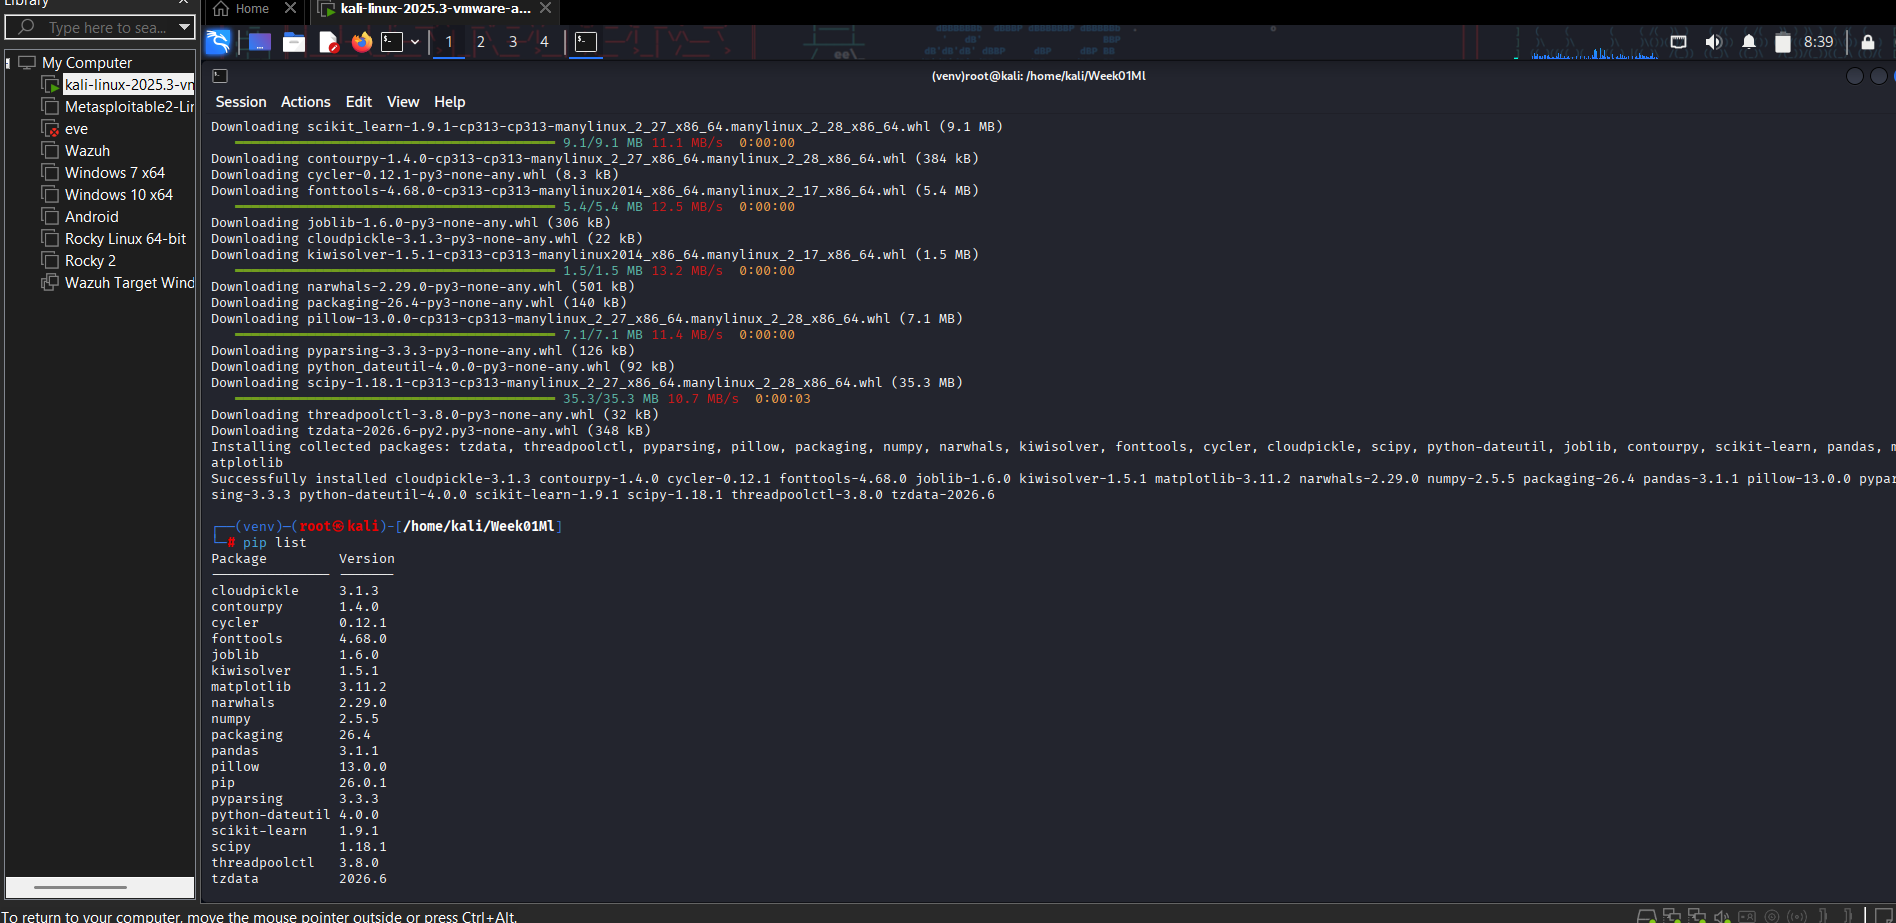 Library
Type here to sea...
My Computer
kali-linux-2025.3-vm
Metasploitable2-Lin
eve
Wazuh
Windows 7 x64
Windows 10 x64
Android
Rocky Linux 64-bit
Rocky 2
Wazuh Target Wind
Home
kali-linux-2025.3-vmware-a...
1 2 3 4
8:39
(venv)root@kali: /home/kali/Week01Ml
Session Actions Edit View Help
Downloading scikit_learn-1.9.1-cp313-cp313-manylinux_2_27_x86_64.manylinux_2_28_x86_64.whl (9.1 MB)
9.1/9.1 MB 11.1 MB/s 0:00:00
Downloading contourpy-1.4.0-cp313-cp313-manylinux_2_27_x86_64.manylinux_2_28_x86_64.whl (384 kB)
Downloading cycler-0.12.1-py3-none-any.whl (8.3 kB)
Downloading fonttools-4.68.0-cp313-cp313-manylinux2014_x86_64.manylinux_2_17_x86_64.whl (5.4 MB)
5.4/5.4 MB 12.5 MB/s 0:00:00
Downloading joblib-1.6.0-py3-none-any.whl (306 kB)
Downloading cloudpickle-3.1.3-py3-none-any.whl (22 kB)
Downloading kiwisolver-1.5.1-cp313-cp313-manylinux2014_x86_64.manylinux_2_17_x86_64.whl (1.5 MB)
1.5/1.5 MB 13.2 MB/s 0:00:00
Downloading narwhals-2.29.0-py3-none-any.whl (501 kB)
Downloading packaging-26.4-py3-none-any.whl (140 kB)
Downloading pillow-13.0.0-cp313-cp313-manylinux_2_27_x86_64.manylinux_2_28_x86_64.whl (7.1 MB)
7.1/7.1 MB 11.4 MB/s 0:00:00
Downloading pyparsing-3.3.3-py3-none-any.whl (126 kB)
Downloading python_dateutil-4.0.0-py3-none-any.whl (92 kB)
Downloading scipy-1.18.1-cp313-cp313-manylinux_2_27_x86_64.manylinux_2_28_x86_64.whl (35.3 MB)
35.3/35.3 MB 10.7 MB/s 0:00:03
Downloading threadpoolctl-3.8.0-py3-none-any.whl (32 kB)
Downloading tzdata-2026.6-py2.py3-none-any.whl (348 kB)
Installing collected packages: tzdata, threadpoolctl, pyparsing, pillow, packaging, numpy, narwhals, kiwisolver, fonttools, cycler, cloudpickle, scipy, python-dateutil, joblib, contourpy, scikit-learn, pandas, m
atplotlib
Successfully installed cloudpickle-3.1.3 contourpy-1.4.0 cycler-0.12.1 fonttools-4.68.0 joblib-1.6.0 kiwisolver-1.5.1 matplotlib-3.11.2 narwhals-2.29.0 numpy-2.5.5 packaging-26.4 pandas-3.1.1 pillow-13.0.0 pypar
sing-3.3.3 python-dateutil-4.0.0 scikit-learn-1.9.1 scipy-1.18.1 threadpoolctl-3.8.0 tzdata-2026.6
┌──(venv)─(root㉿kali)-[/home/kali/Week01Ml]
└─# pip list
Package Version
--------------- -------
cloudpickle 3.1.3
contourpy 1.4.0
cycler 0.12.1
fonttools 4.68.0
joblib 1.6.0
kiwisolver 1.5.1
matplotlib 3.11.2
narwhals 2.29.0
numpy 2.5.5
packaging 26.4
pandas 3.1.1
pillow 13.0.0
pip 26.0.1
pyparsing 3.3.3
python-dateutil 4.0.0
scikit-learn 1.9.1
scipy 1.18.1
threadpoolctl 3.8.0
tzdata 2026.6
To return to your computer, move the mouse pointer outside or press Ctrl+Alt.